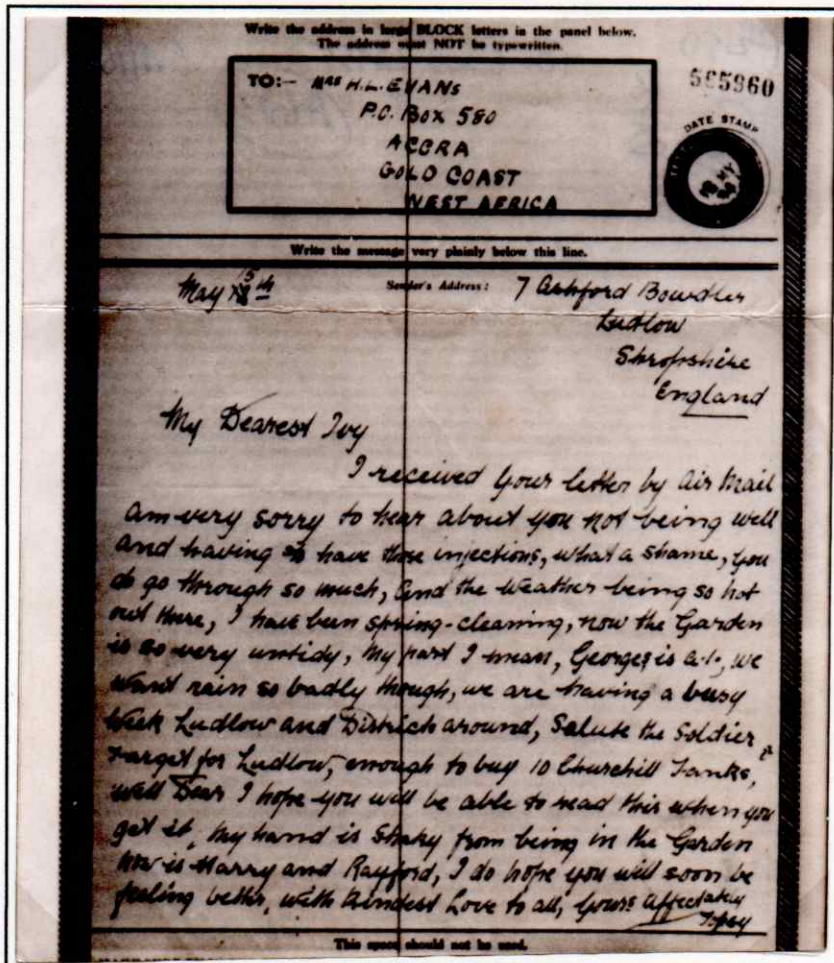 Write the address in large BLOCK letters in the panel below.
The address must NOT be typewritten.
TO:- MRS H.L. EVANS
P.O. BOX 580
ACCRA
GOLD COAST
WEST AFRICA
565960
DATE STAMP
Write the message very plainly below this line.
May 15th
Sender's Address: 7 Ashford Bowdler
Ludlow
Shropshire
England
My Dearest Ivy
I received your letter by Air Mail
am very sorry to hear about you not being well
and having to have those injections, what a shame, you
do go through so much, and the weather being so hot
out there, I have been spring-cleaning, now the Garden
is so very untidy, my part I mean, Georges is a.1., we
want rain so badly though, we are having a busy
week Ludlow and District around, Salute the Soldier,
Target for Ludlow, enough to buy 10 Churchill Tanks,
well Dear I hope you will be able to read this when you
get it, my hand is shaky from being in the Garden
how is Harry and Rayford, I do hope you will soon be
feeling better, with kindest Love to all, yours affectately
This space should not be used.